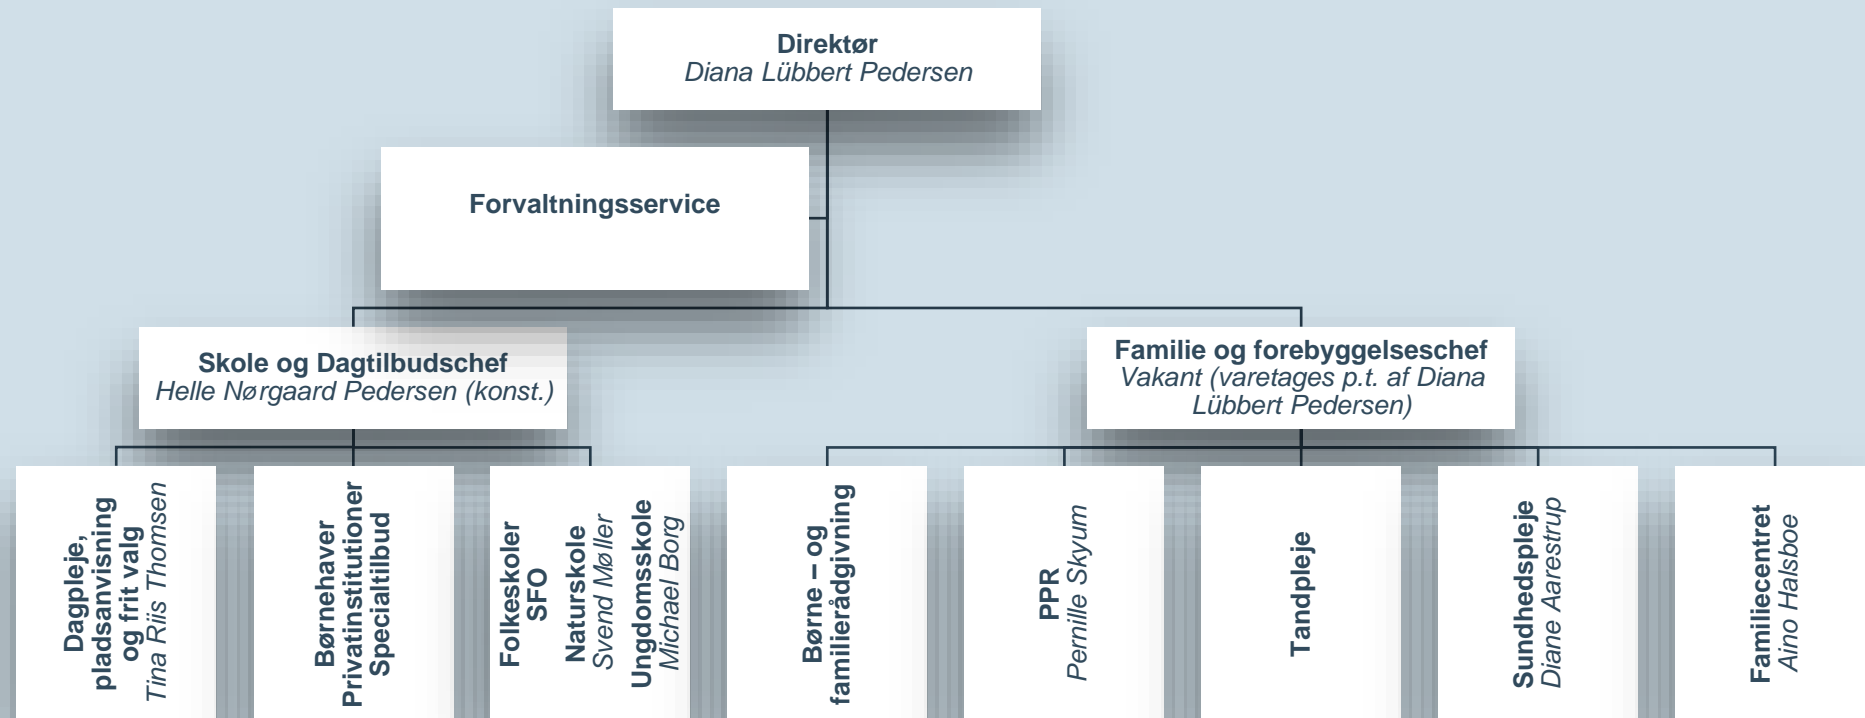 Direktør
Diana Lübbert Pedersen
Forvaltningsservice
Skole og Dagtilbudschef
Helle Nørgaard Pedersen (konst.)
Familie og forebyggelseschef
Vakant (varetages p.t. af Diana
Lübbert Pedersen)
Dagpleje,
pladsanvisning
og frit valg
Tina Riis Thomsen
Børnehaver
Privatinstitutioner
Specialtilbud
Folkeskoler
SFO
Naturskole
Svend Møller
Ungdomsskole
Michael Borg
Børne – og
familierådgivning
PPR
Pernille Skyum
Tandpleje
Sundhedspleje
Diane Aarestrup
Familiecentret
Aino Halsboe